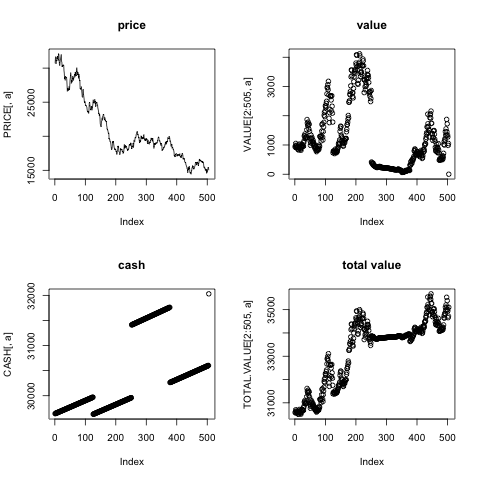 price
PRICE[, a]
15000
25000
0
100
200
300
400
500
Index
value
VALUE[2:505, a]
0
1000
3000
0
100
200
300
400
500
Index
cash
CASH[, a]
30000
31000
32000
0
100
200
300
400
500
Index
total value
TOTAL.VALUE[2:505, a]
31000
33000
35000
0
100
200
300
400
500
Index